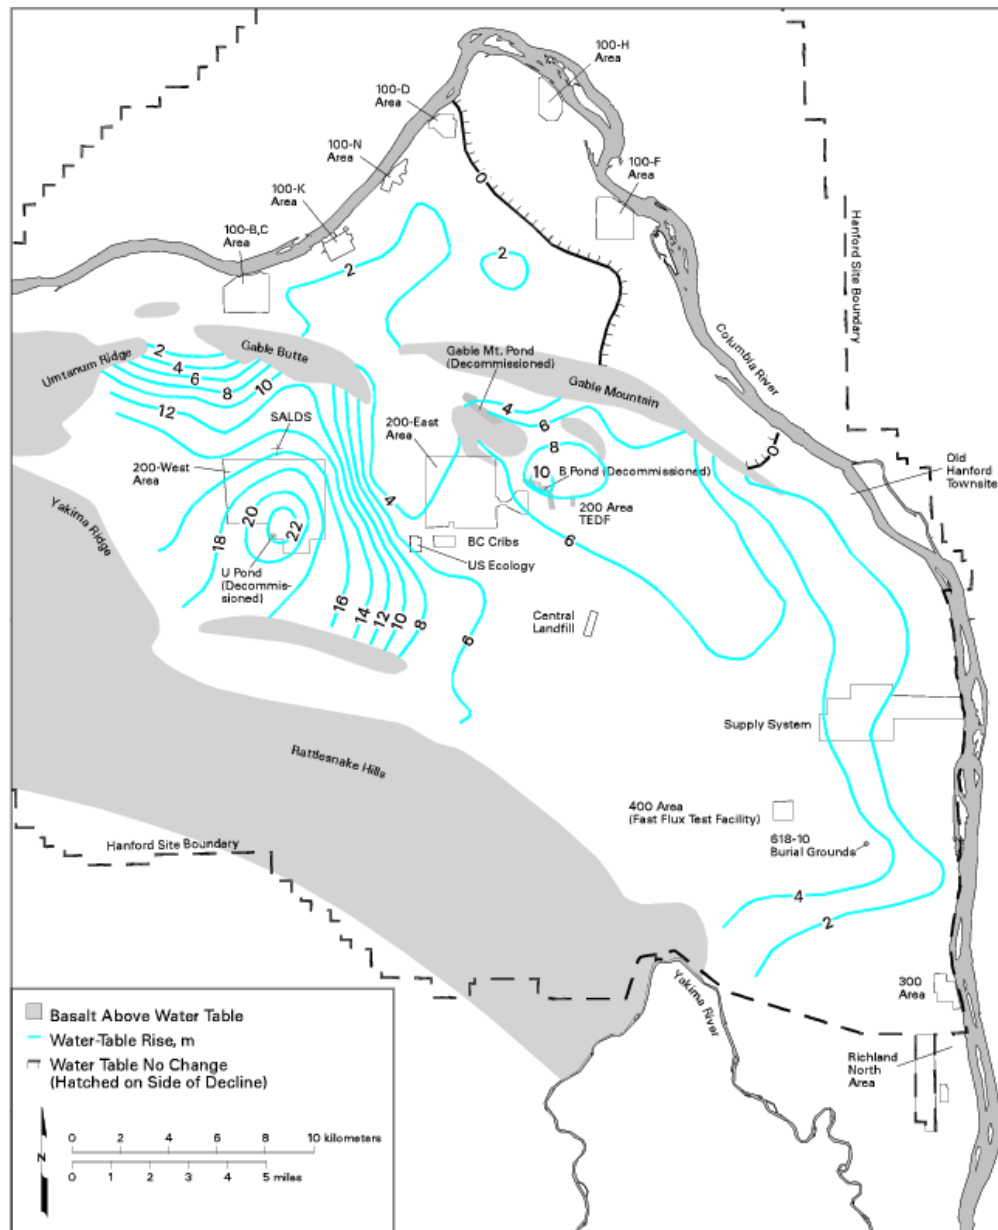 100-H
Area
100-D
Area
100-N
Area
100-F
Area
0
100-K
Area
100-B,C
Area
2
2
Hanford Site Boundary
Columbia River
Umtanum Ridge
2
4
6
8
10
12
Gable Butte
Gable Mt. Pond
(Decommissioned)
Gable Mountain
4
6
8
10
SALDS
200-East
Area
200-West
Area
B Pond (Decommissioned)
0
Old
Hanford
Townsite
200 Area
TEDF
4
6
Yakima Ridge
20
22
18
BC Cribs
US Ecology
U Pond
(Decommis-
sioned)
16
14
12
10
8
6
Central
Landfill
Supply System
Rattlesnake Hills
400 Area
(Fast Flux Test Facility)
618-10
Burial Grounds
Hanford Site Boundary
4
2
300
Area
Yakima River
Richland
North
Area
Basalt Above Water Table
Water-Table Rise, m
Water Table No Change
(Hatched on Side of Decline)
N
0 2 4 6 8 10 kilometers
0 1 2 3 4 5 miles